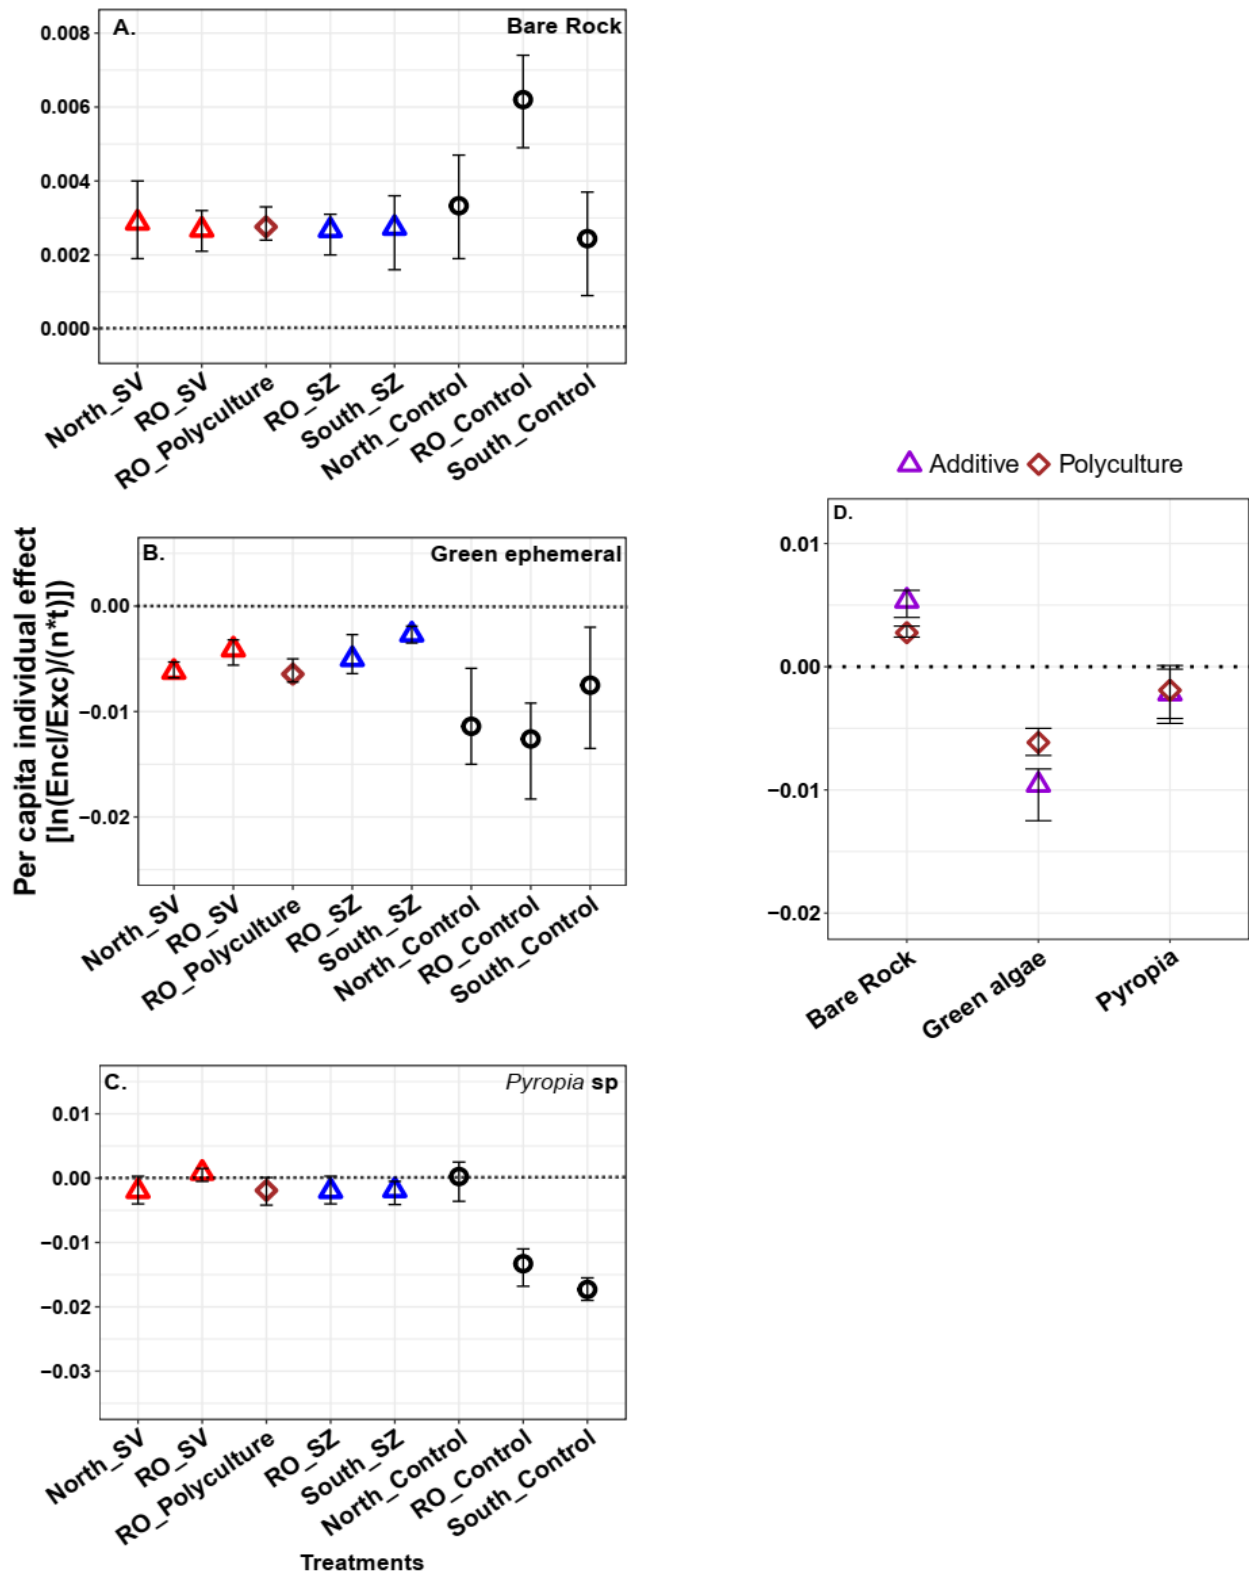 A.
Bare Rock
0.008
0.006
0.004
0.002
0.000
North_SV
RO_SV
RO_Polyculture
RO_SZ
South_SZ
North_Control
RO_Control
South_Control
Per capita individual effect
[ln(Encl/Exc)/(n*t)])
B.
Green ephemeral
0.00
−0.01
−0.02
North_SV
RO_SV
RO_Polyculture
RO_SZ
South_SZ
North_Control
RO_Control
South_Control
C.
Pyropia sp
0.01
0.00
−0.01
−0.02
−0.03
North_SV
RO_SV
RO_Polyculture
RO_SZ
South_SZ
North_Control
RO_Control
South_Control
Treatments
Additive Polyculture
D.
0.01
0.00
−0.01
−0.02
Bare Rock
Green algae
Pyropia